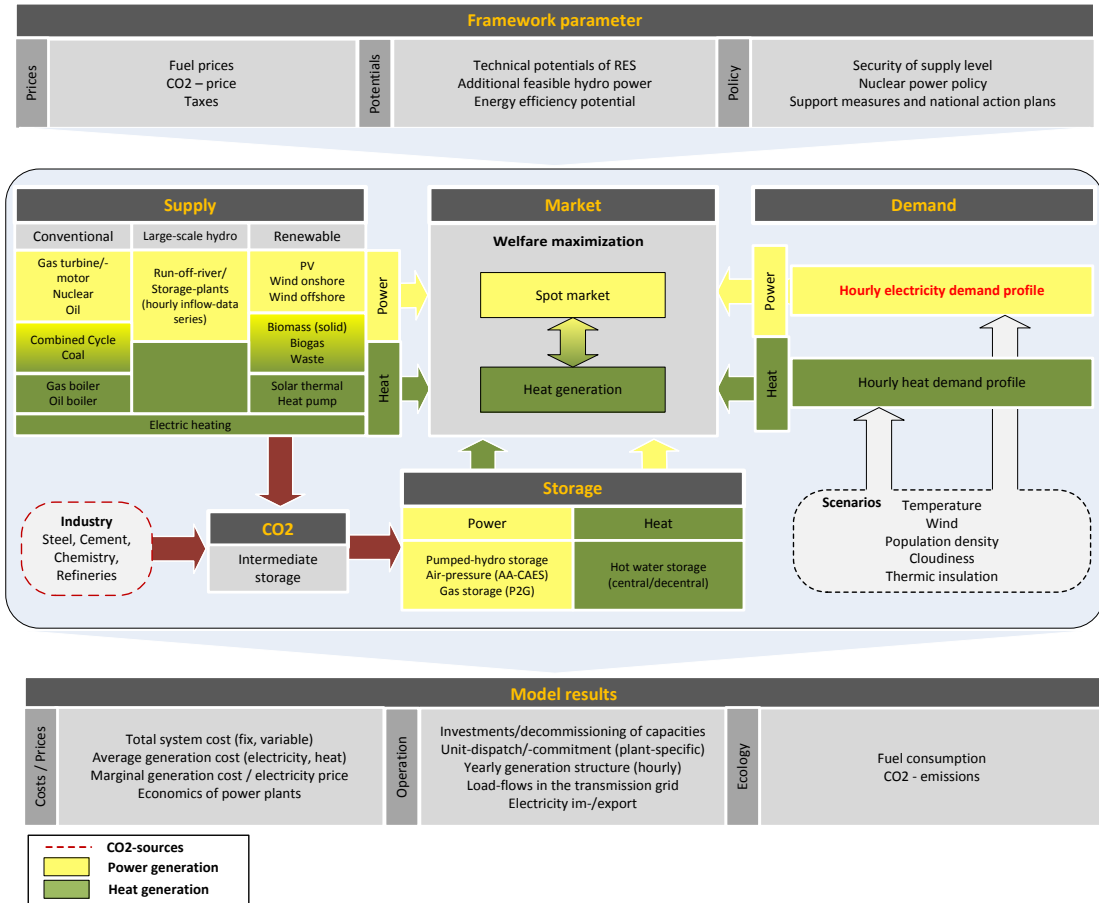 Framework parameter
Prices
Fuel prices
CO2 – price
Taxes
Potentials
Technical potentials of RES
Additional feasible hydro power
Energy efficiency potential
Policy
Security of supply level
Nuclear power policy
Support measures and national action plans
Supply
Conventional
Large-scale hydro
Renewable
Gas turbine/-
motor
Nuclear
Oil
Run-off-river/
Storage-plants
(hourly inflow-data
series)
PV
Wind onshore
Wind offshore
Combined Cycle
Coal
Biomass (solid)
Biogas
Waste
Gas boiler
Oil boiler
Solar thermal
Heat pump
Electric heating
Power
Heat
Market
Welfare maximization
Spot market
Heat generation
Demand
Power
Heat
Hourly electricity demand profile
Hourly heat demand profile
Scenarios
Temperature
Wind
Population density
Cloudiness
Thermic insulation
Industry
Steel, Cement,
Chemistry,
Refineries
CO2
Intermediate
storage
Storage
Power
Heat
Pumped-hydro storage
Air-pressure (AA-CAES)
Gas storage (P2G)
Hot water storage
(central/decentral)
Model results
Costs / Prices
Total system cost (fix, variable)
Average generation cost (electricity, heat)
Marginal generation cost / electricity price
Economics of power plants
Operation
Investments/decommissioning of capacities
Unit-dispatch/-commitment (plant-specific)
Yearly generation structure (hourly)
Load-flows in the transmission grid
Electricity im-/export
Ecology
Fuel consumption
CO2 - emissions
CO2-sources
Power generation
Heat generation